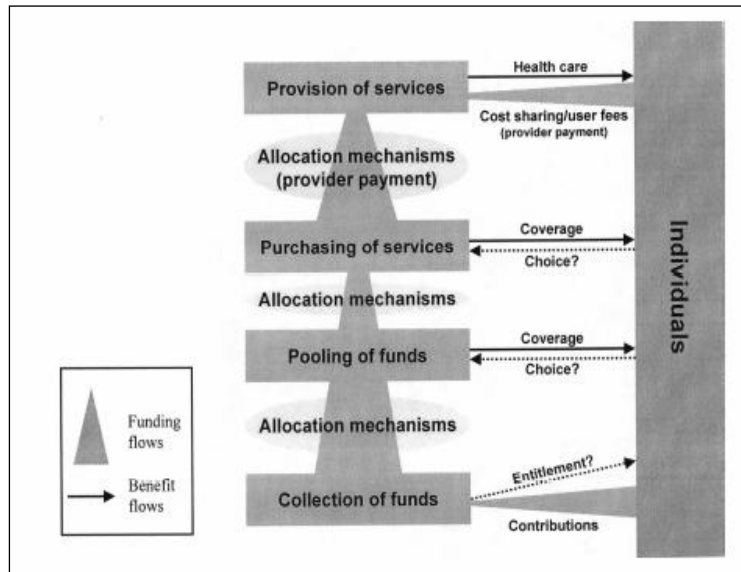 Health care
Provision of services
Cost sharing/user fees
(provider payment)
Allocation mechanisms
(provider payment)
Coverage
Purchasing of services
Choice?
Allocation mechanisms
Coverage
Pooling of funds
Choice?
Allocation mechanisms
Entitlement?
Collection of funds
Contributions
Individuals
Funding
flows
Benefit
flows